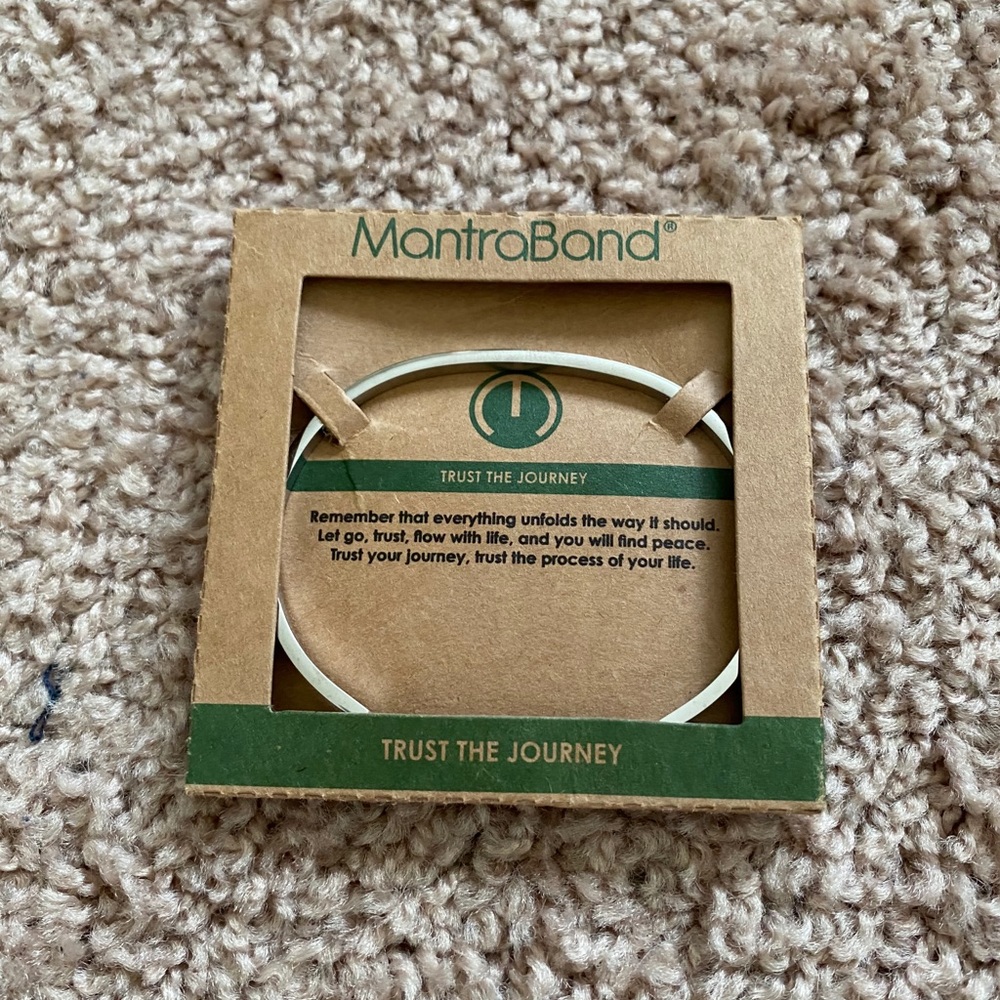 MantraBand®
TRUST THE JOURNEY
Remember that everything unfolds the way it should.
Let go, trust, flow with life, and you will find peace.
Trust your journey, trust the process of your life.
TRUST THE JOURNEY